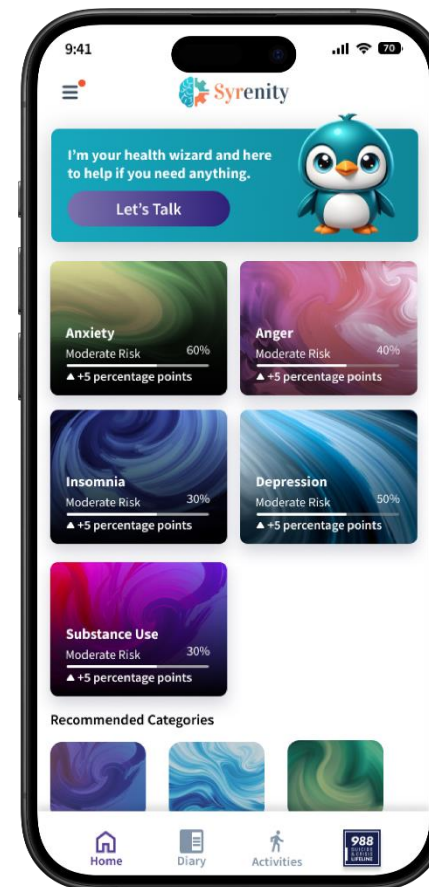 9:41
70
Syrenity
I'm your health wizard and here
to help if you need anything.
Let's Talk
Anxiety
Moderate Risk 60%
▲ +5 percentage points
Anger
Moderate Risk 40%
▲ +5 percentage points
Insomnia
Moderate Risk 30%
▲ +5 percentage points
Depression
Moderate Risk 50%
▲ +5 percentage points
Substance Use
Moderate Risk 30%
▲ +5 percentage points
Recommended Categories
Home
Diary
Activities
988
SUICIDE
& CRISIS
LIFELINE